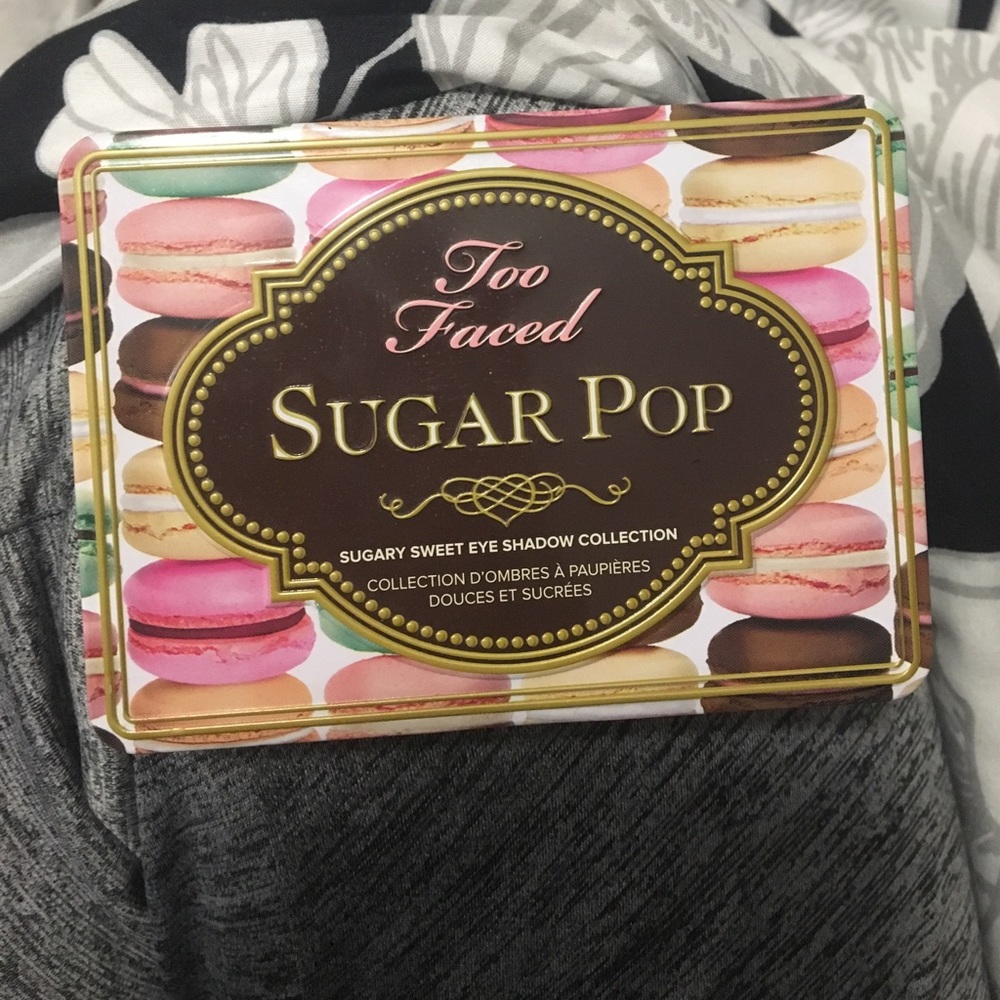 Too
Faced
SUGAR POP
SUGARY SWEET EYE SHADOW COLLECTION
COLLECTION D'OMBRES À PAUPIÈRES
DOUCES ET SUCRÉES